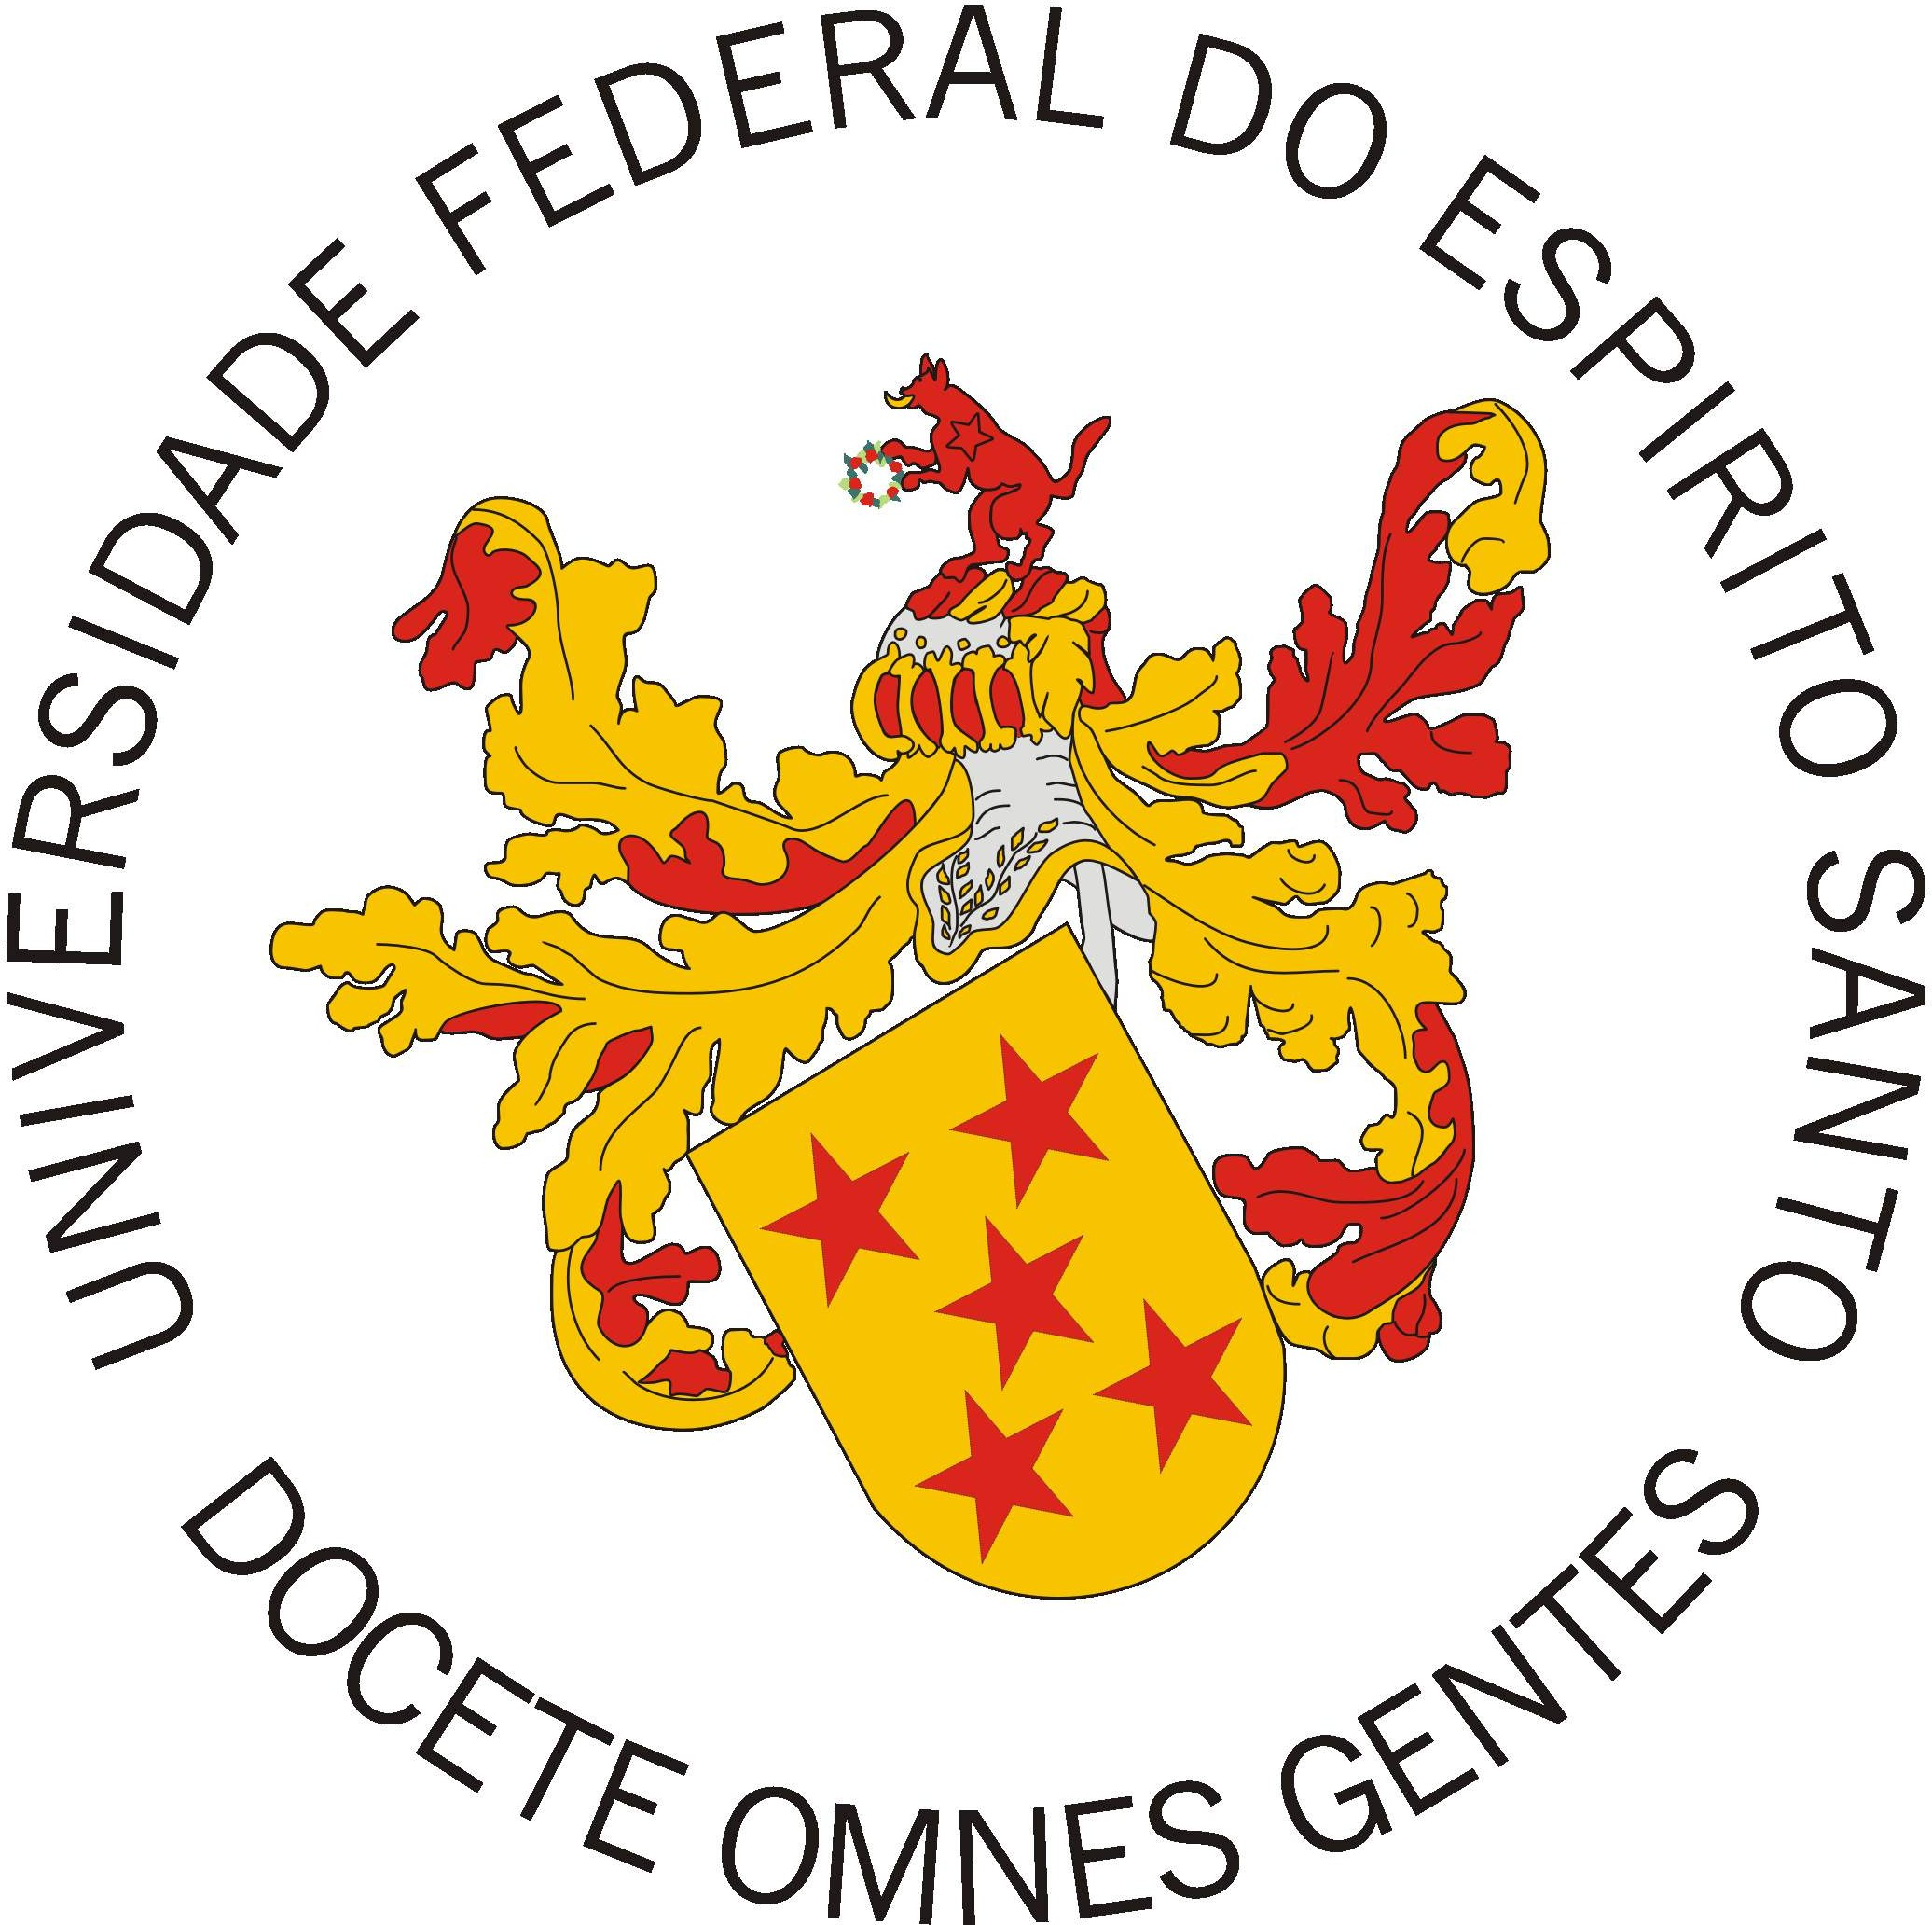 UNIVERSIDADE FEDERAL DO ESPIRITO SANTO
DOCETE OMNES GENTES